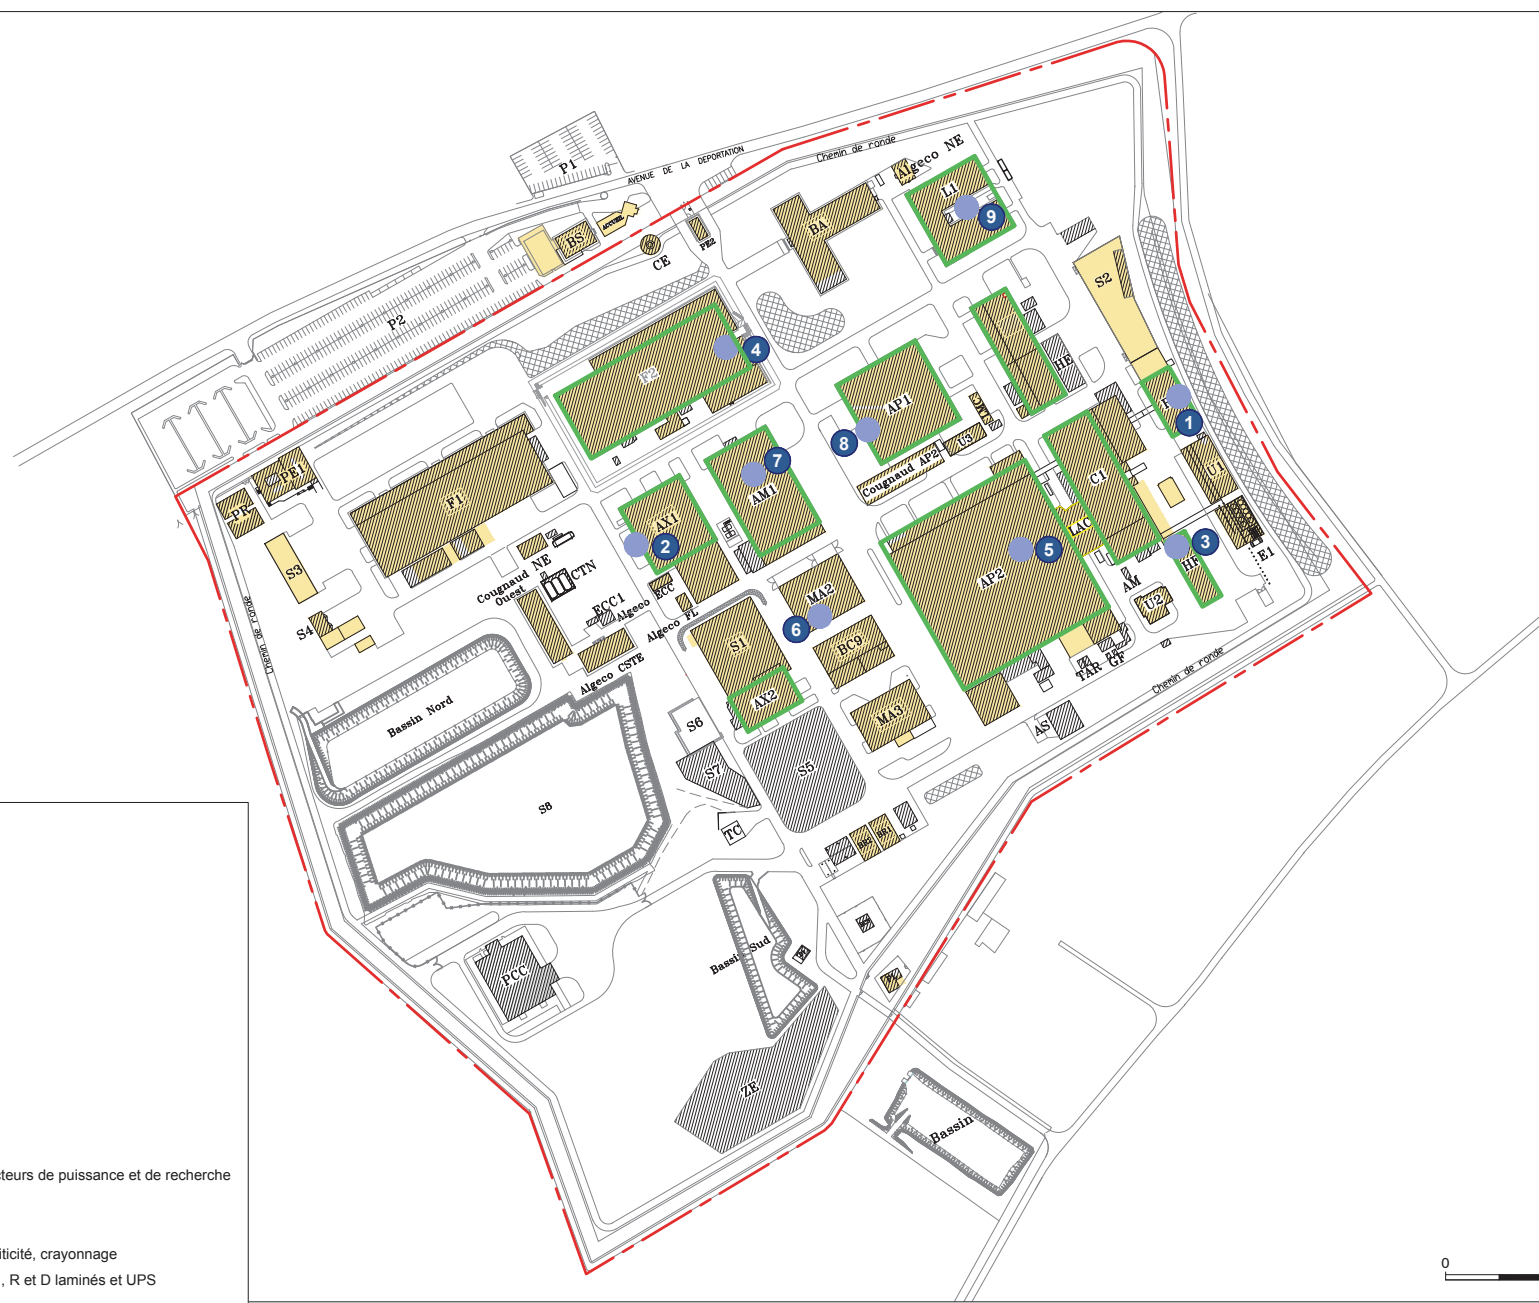 P1
AVENUE DE LA DEPORTATION
Chemin de ronde
Algeco NE
L1
9
BS
ACCUEIL
PE2
CE
BA
S2
P2
4
F2
HE
1
AP1
8
U3
Cougnaud AP2
7
AM1
C1
U1
PE1
PR
F1
AX1
2
LAC
5
AP2
3
HF
E1
S3
Cougnaud NE
Ouest
CTN
AM
U2
ECC1
Algeco ECC
MA2
6
S4
Algeco FL
S1
BC9
Chemin de ronde
Algeco CSTE
TAR GF
Chemin de ronde
AX2
MA3
Bassin Nord
S6
AS
S7
S5
S8
TC
BR1
Bassin Sud
PCC
ZE
Bassin
cteurs de puissance et de recherche
iticité, crayonnage
, R et D laminés et UPS
0